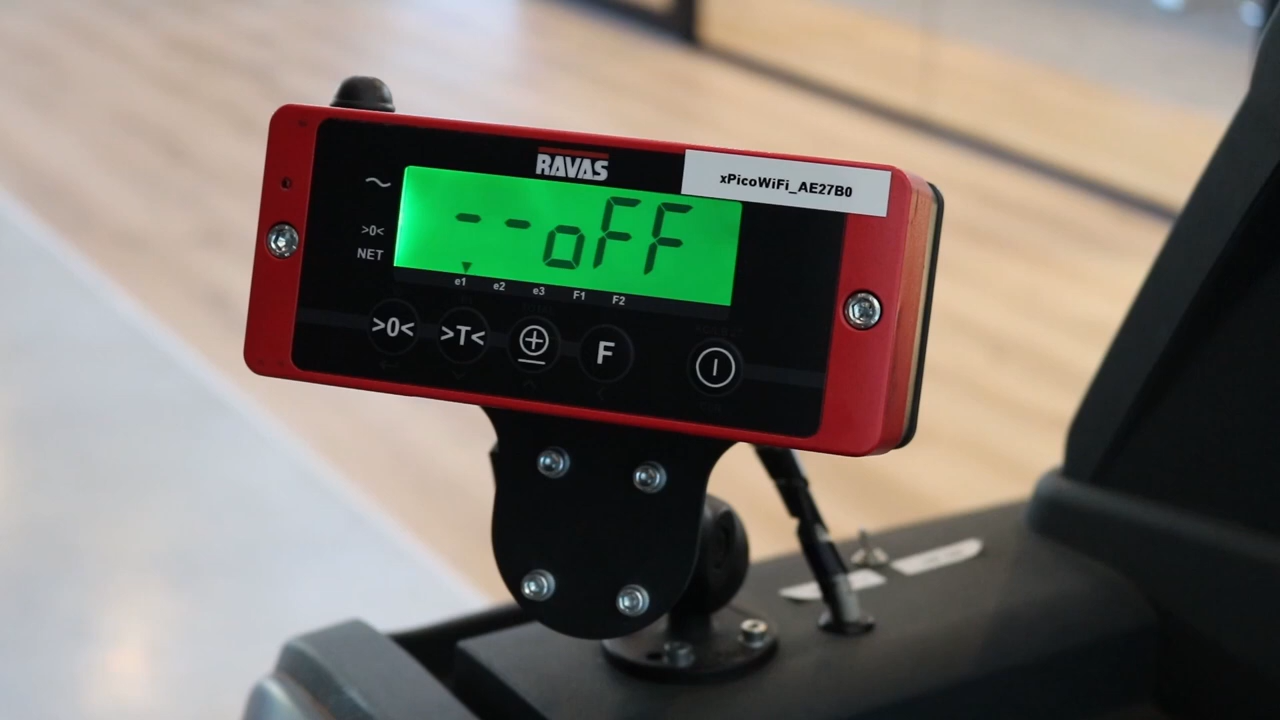 RAVAS
xPicoWiFi_AE27B0
--oFF
>0<
NET
e1 e2 e3 F1 F2
>0< >T< F